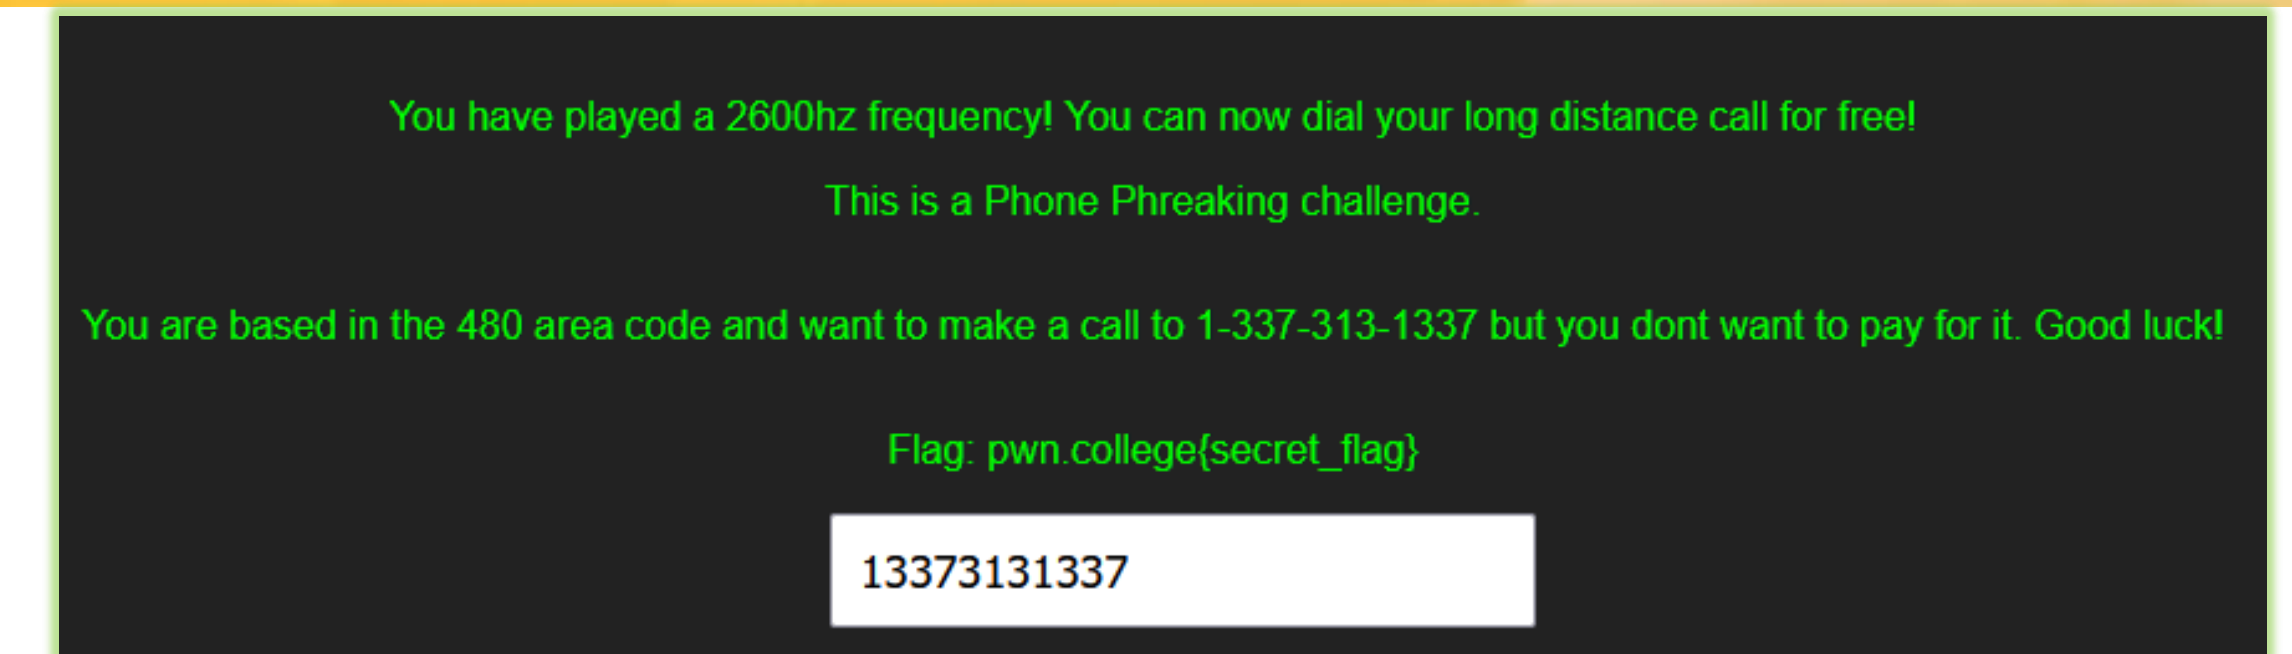 You have played a 2600hz frequency! You can now dial your long distance call for free!
This is a Phone Phreaking challenge.
You are based in the 480 area code and want to make a call to 1-337-313-1337 but you dont want to pay for it. Good luck!
Flag: pwn.college{secret_flag}
13373131337